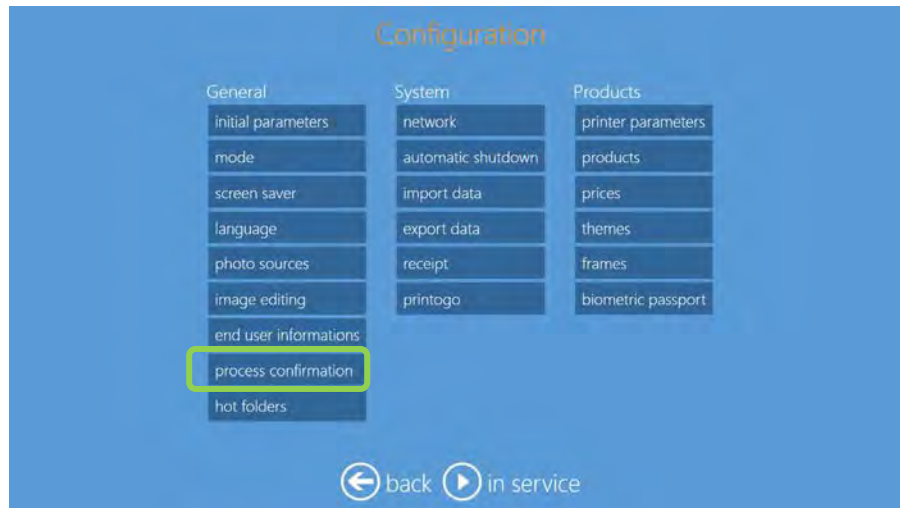 Configuration
General
initial parameters
mode
screen saver
language
photo sources
image editing
end user informations
process confirmation
hot folders
System
network
automatic shutdown
import data
export data
receipt
printogo
Products
printer parameters
products
prices
themes
frames
biometric passport
back in service